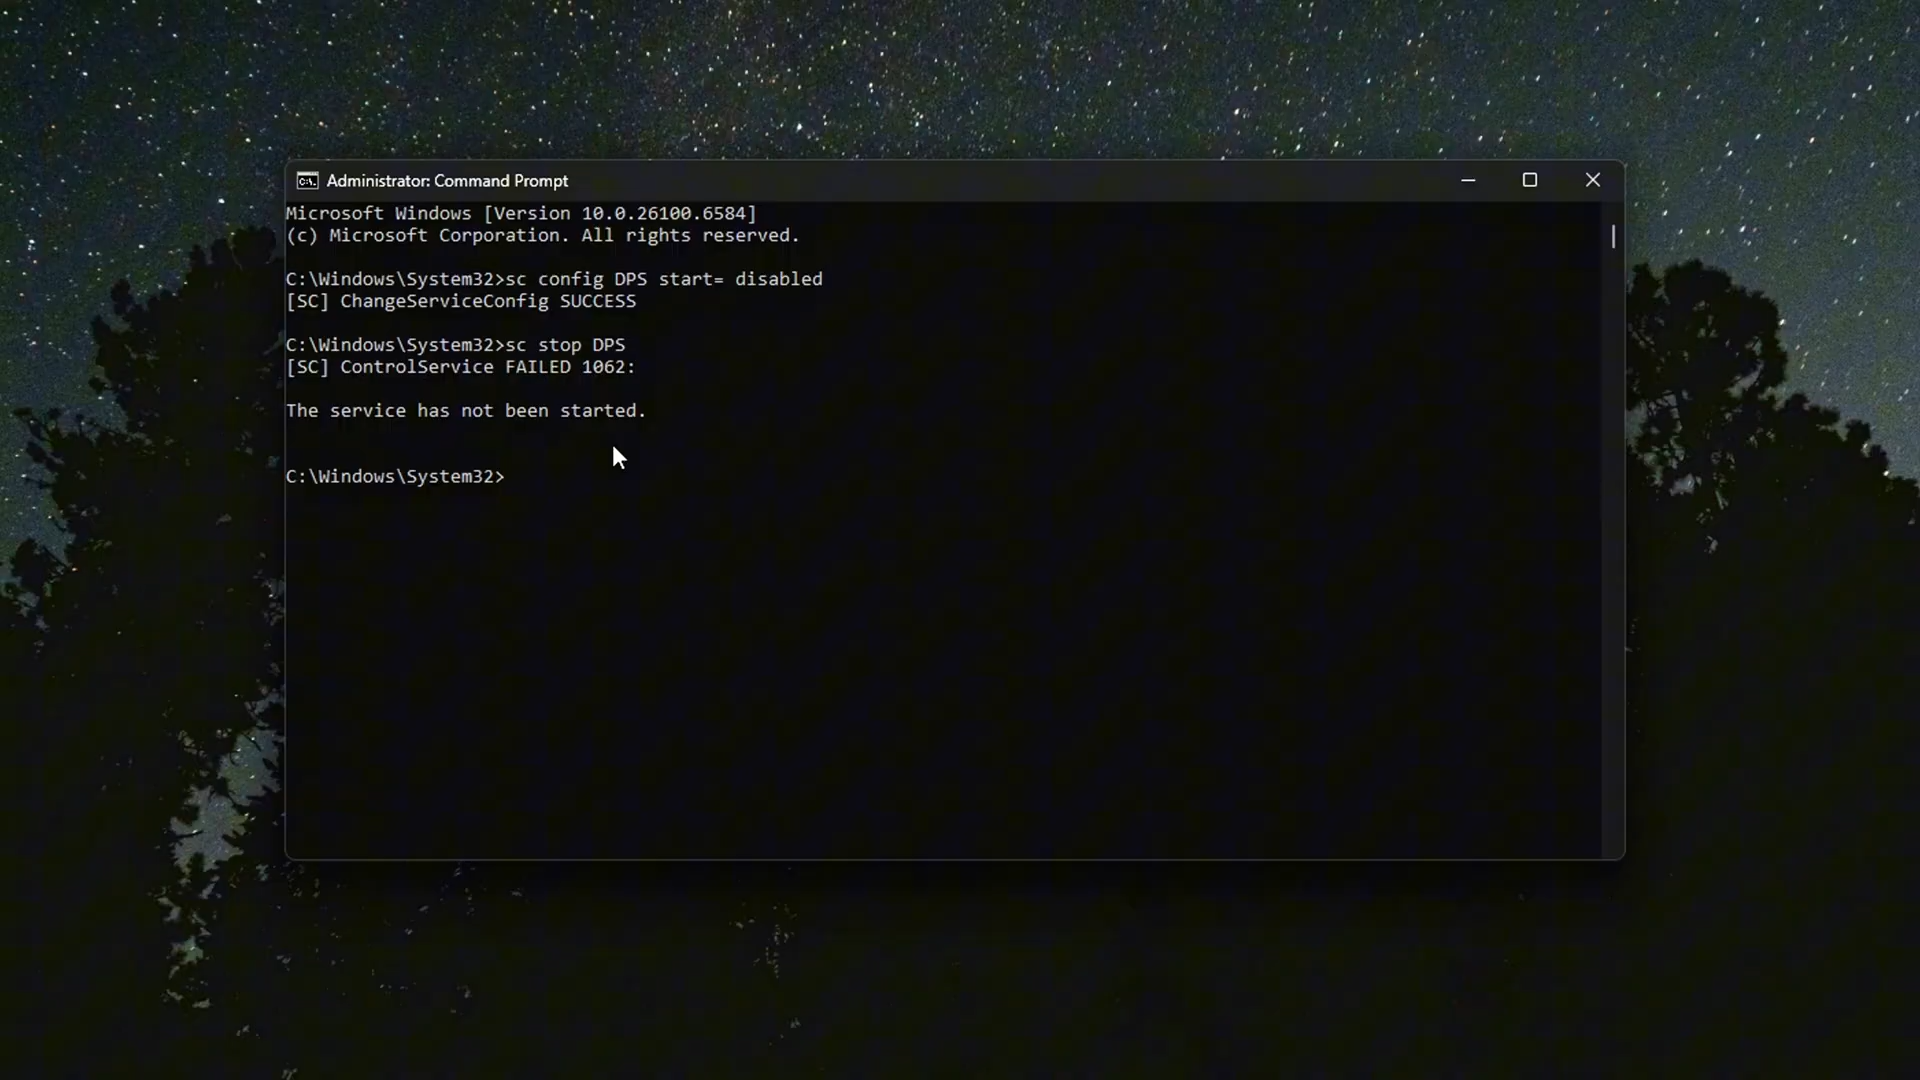 Administrator: Command Prompt
Microsoft Windows [Version 10.0.26100.6584]
(c) Microsoft Corporation. All rights reserved.
C:\Windows\System32>sc config DPS start= disabled
[SC] ChangeServiceConfig SUCCESS
C:\Windows\System32>sc stop DPS
[SC] ControlService FAILED 1062:
The service has not been started.
C:\Windows\System32>